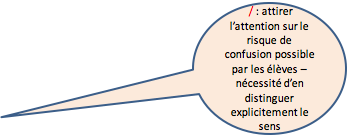 / : attirer
l'attention sur le
risque de
confusion possible
par les élèves –
nécessité d'en
distinguer
explicitement le
sens